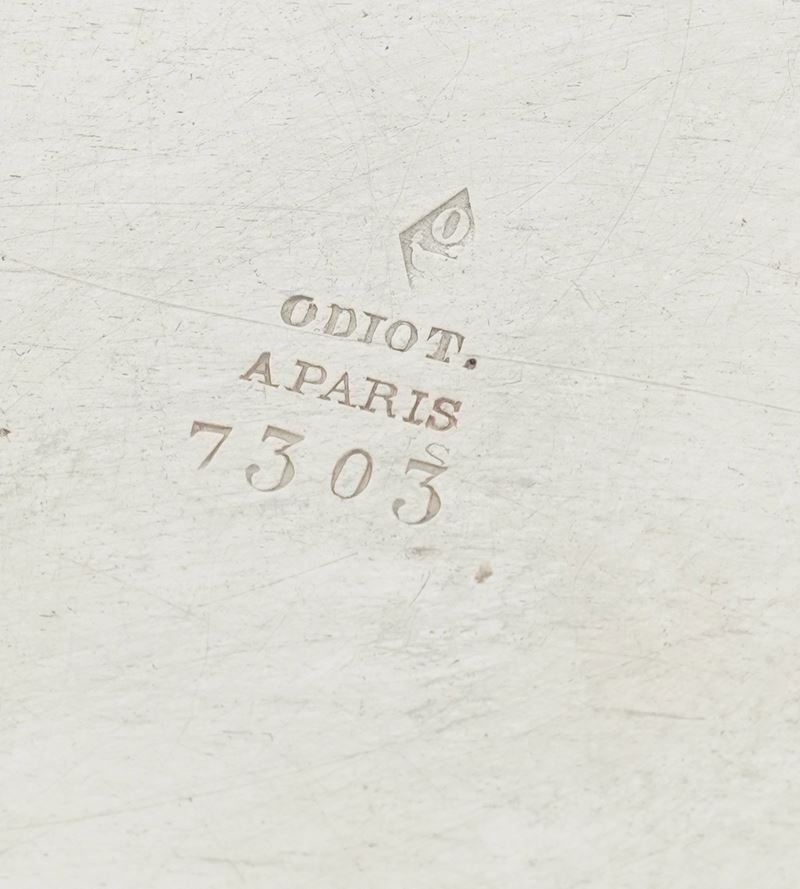 O
ODIOT.
A PARIS
S
7303